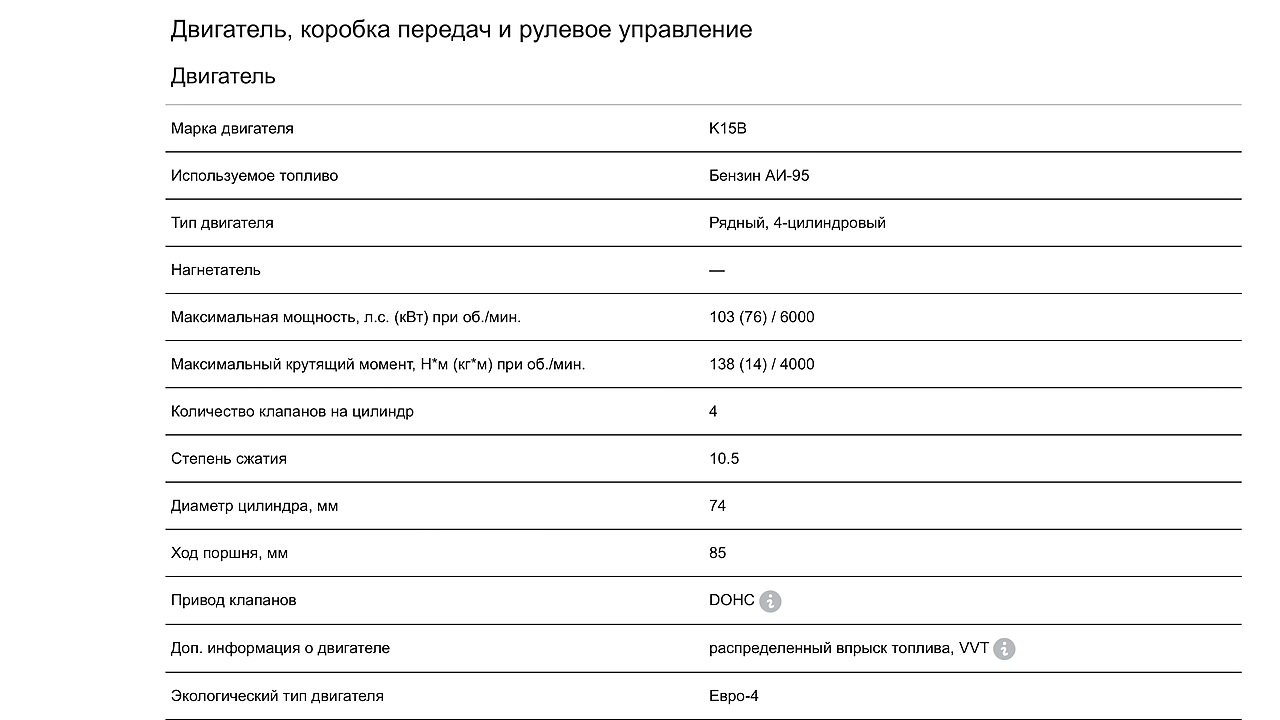 Двигатель, коробка передач и рулевое управление
Двигатель
Марка двигателя K15B
Используемое топливо Бензин АИ-95
Тип двигателя Рядный, 4-цилиндровый
Нагнетатель —
Максимальная мощность, л.с. (кВт) при об./мин. 103 (76) / 6000
Максимальный крутящий момент, Н*м (кг*м) при об./мин. 138 (14) / 4000
Количество клапанов на цилиндр 4
Степень сжатия 10.5
Диаметр цилиндра, мм 74
Ход поршня, мм 85
Привод клапанов DOHC
Доп. информация о двигателе распределенный впрыск топлива, VVT
Экологический тип двигателя Евро-4